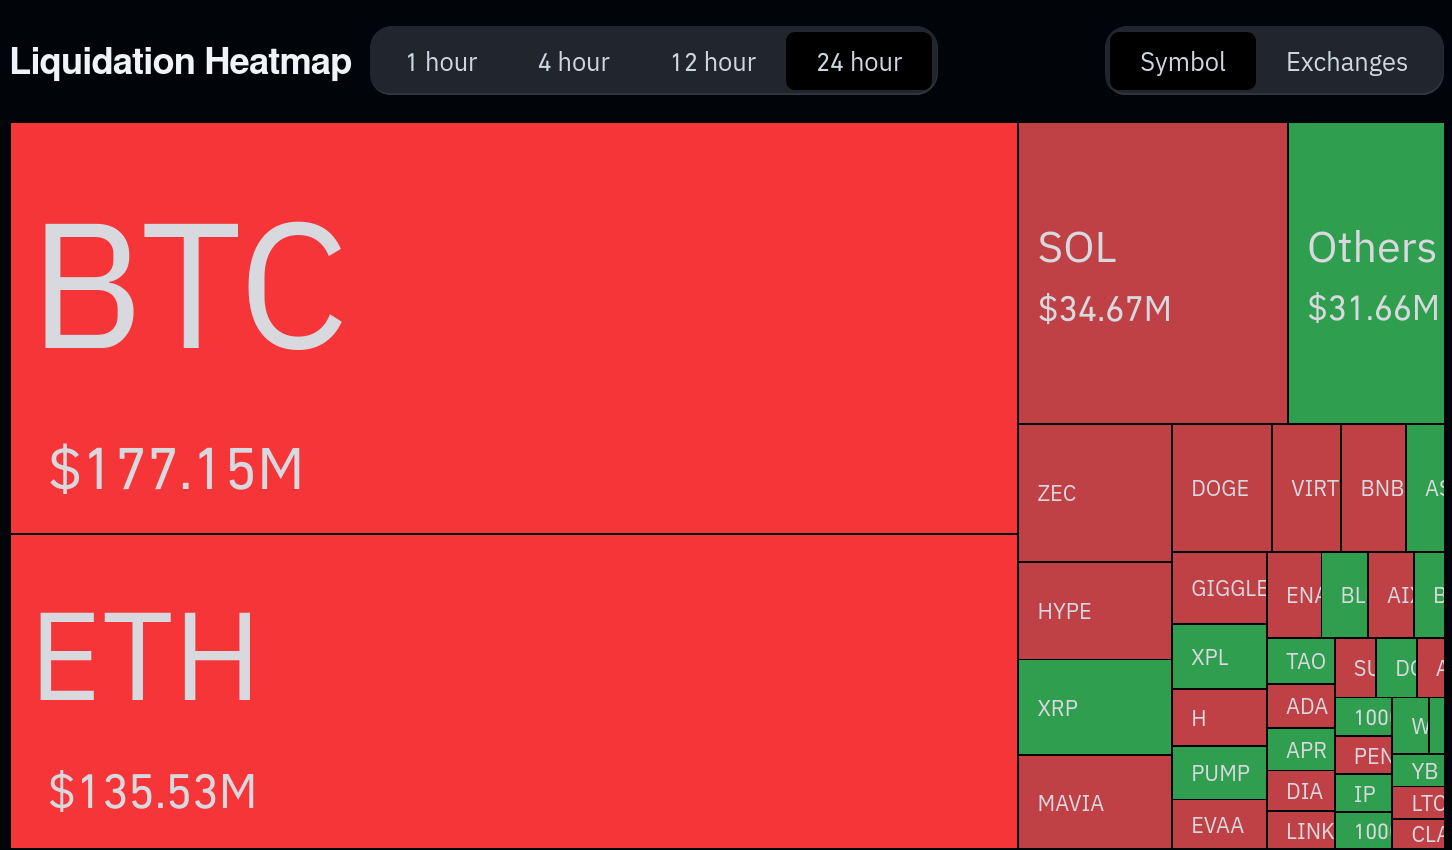 Liquidation Heatmap
1 hour
4 hour
12 hour
24 hour
Symbol
Exchanges
BTC
$177.15M
ETH
$135.53M
SOL
$34.67M
Others
$31.66M
ZEC
HYPE
XRP
MAVIA
DOGE
VIRT
BNB
AS
GIGGLE
XPL
H
PUMP
EVAA
ENA
BL
AI
B
TAO
ADA
APR
DIA
LINK
SU
DO
A
100
PEN
IP
100
W
YB
LTC
CLA